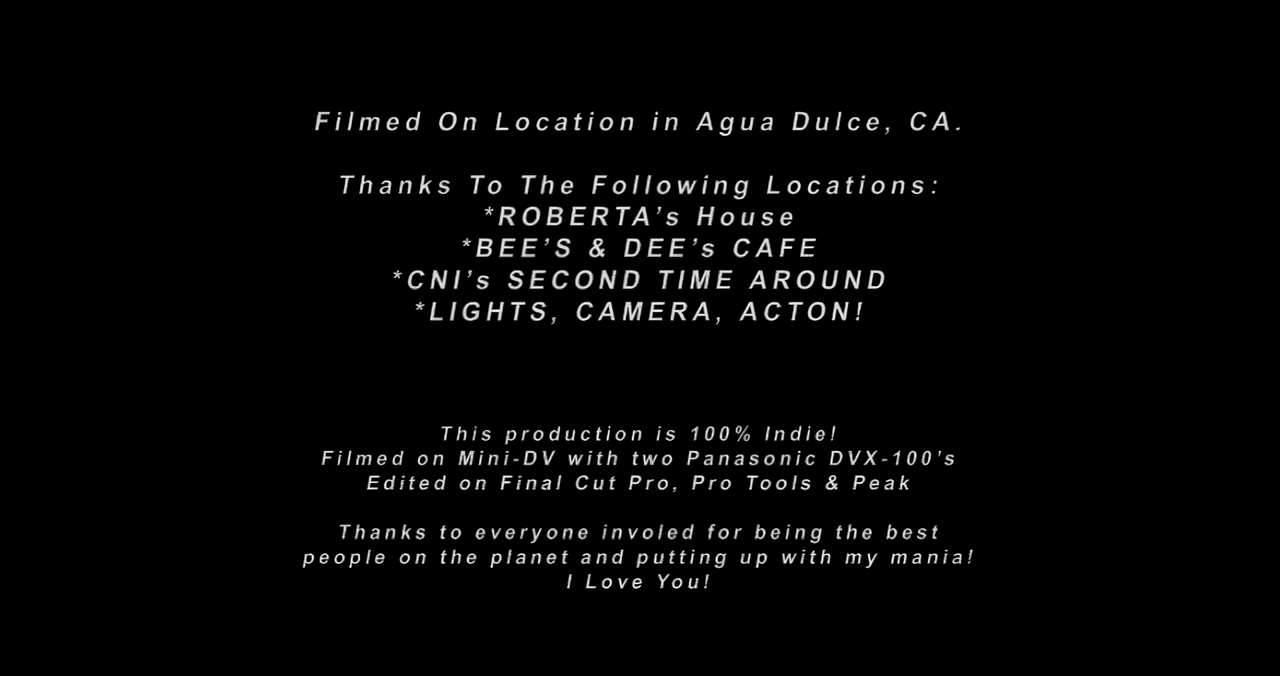 Filmed On Location in Agua Dulce, CA.
Thanks To The Following Locations:
*ROBERTA's House
*BEE'S & DEE's CAFE
*CNI's SECOND TIME AROUND
*LIGHTS, CAMERA, ACTON!
This production is 100% Indie!
Filmed on Mini-DV with two Panasonic DVX-100's
Edited on Final Cut Pro, Pro Tools & Peak
Thanks to everyone involed for being the best
people on the planet and putting up with my mania!
I Love You!